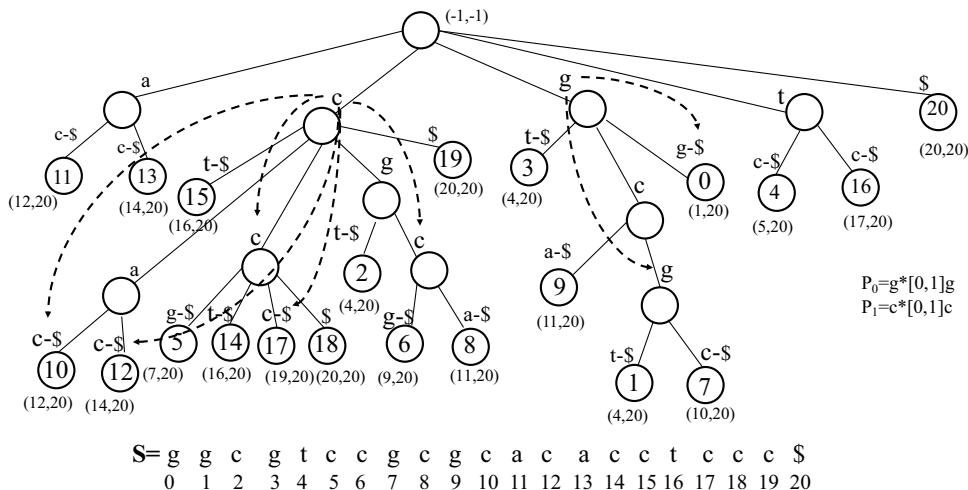 (-1,-1)
a c g t $
c-$ c-$ t-$ g $ t-$ c g-$ c-$ c-$ 20
11 13 15 19 3 0 4 16 (20,20)
(12,20) (14,20) (16,20) (20,20) (4,20) (1,20) (5,20) (17,20)
a c t-$ c a-$ g
2 9
(4,20) (11,20)
P0=g*[0,1]g
P1=c*[0,1]c
c-$ c-$ g-$ t-$ c-$ $ g-$ a-$ t-$ c-$
10 12 5 14 17 18 6 8 1 7
(12,20) (14,20) (7,20) (16,20) (19,20) (20,20) (9,20) (11,20) (4,20) (10,20)
S= g g c g t c c g c g c a c a c c t c c c $
0 1 2 3 4 5 6 7 8 9 10 11 12 13 14 15 16 17 18 19 20